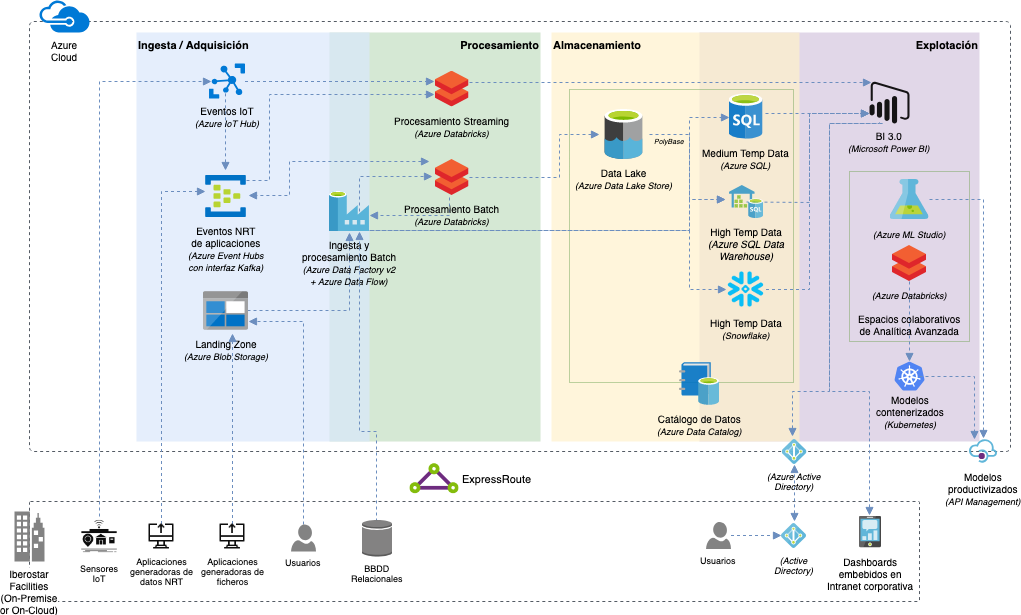 Azure
Cloud
Ingesta / Adquisición
Procesamiento
Almacenamiento
Explotación
Eventos IoT
(Azure IoT Hub)
Procesamiento Streaming
(Azure Databricks)
Eventos NRT
de aplicaciones
(Azure Event Hubs
con interfaz Kafka)
Procesamiento Batch
(Azure Databricks)
Ingesta y
procesamiento Batch
(Azure Data Factory v2
+ Azure Data Flow)
Landing Zone
(Azure Blob Storage)
Data Lake
(Azure Data Lake Store)
PolyBase
SQL
Medium Temp Data
(Azure SQL)
SQL
High Temp Data
(Azure SQL Data
Warehouse)
High Temp Data
(Snowflake)
Catálogo de Datos
(Azure Data Catalog)
BI 3.0
(Microsoft Power BI)
(Azure ML Studio)
(Azure Databricks)
Espacios colaborativos
de Analítica Avanzada
Modelos
contenerizados
(Kubernetes)
Modelos
productivizados
(API Management)
(Azure Active
Directory)
ExpressRoute
Iberostar
Facilities
(On-Premise
or On-Cloud)
Sensores
IoT
Aplicaciones
generadoras de
datos NRT
Aplicaciones
generadoras de
ficheros
Usuarios
BBDD
Relacionales
Usuarios
(Active
Directory)
Dashboards
embebidos en
Intranet corporativa